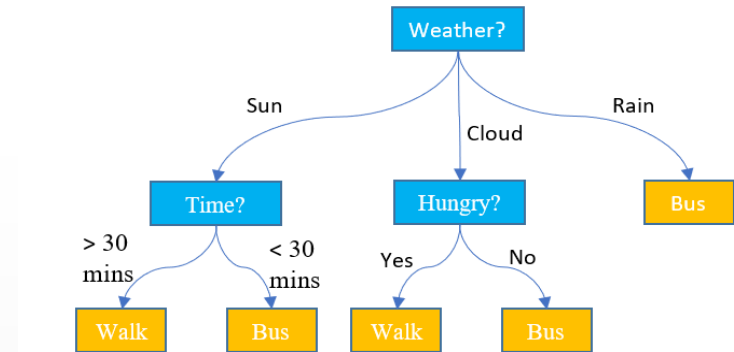 Weather?
Sun
Cloud
Rain
Time?
Hungry?
Bus
> 30
mins
< 30
mins
Yes
No
Walk
Bus
Walk
Bus